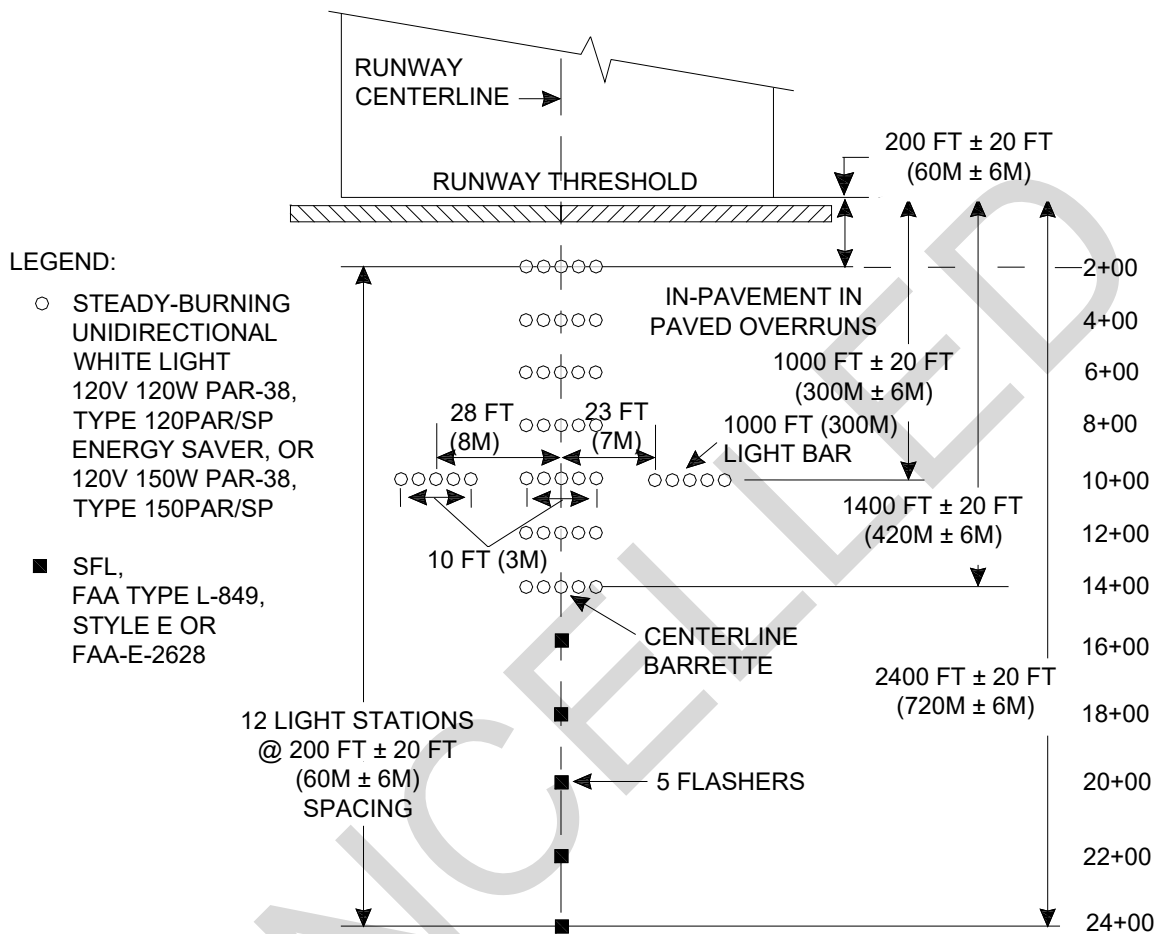 RUNWAY
CENTERLINE
200 FT ± 20 FT
(60M ± 6M)
RUNWAY THRESHOLD
LEGEND:
STEADY-BURNING
UNIDIRECTIONAL
WHITE LIGHT
120V 120W PAR-38,
TYPE 120PAR/SP
ENERGY SAVER, OR
120V 150W PAR-38,
TYPE 150PAR/SP
SFL,
FAA TYPE L-849,
STYLE E OR
FAA-E-2628
2+00
IN-PAVEMENT IN
PAVED OVERRUNS
4+00
1000 FT ± 20 FT
(300M ± 6M)
6+00
28 FT
(8M)
23 FT
(7M)
1000 FT (300M)
LIGHT BAR
8+00
10+00
1400 FT ± 20 FT
(420M ± 6M)
10 FT (3M)
12+00
14+00
CENTERLINE
BARRETTE
16+00
2400 FT ± 20 FT
(720M ± 6M)
12 LIGHT STATIONS
@ 200 FT ± 20 FT
(60M ± 6M)
SPACING
18+00
5 FLASHERS
20+00
22+00
24+00
NCELLED